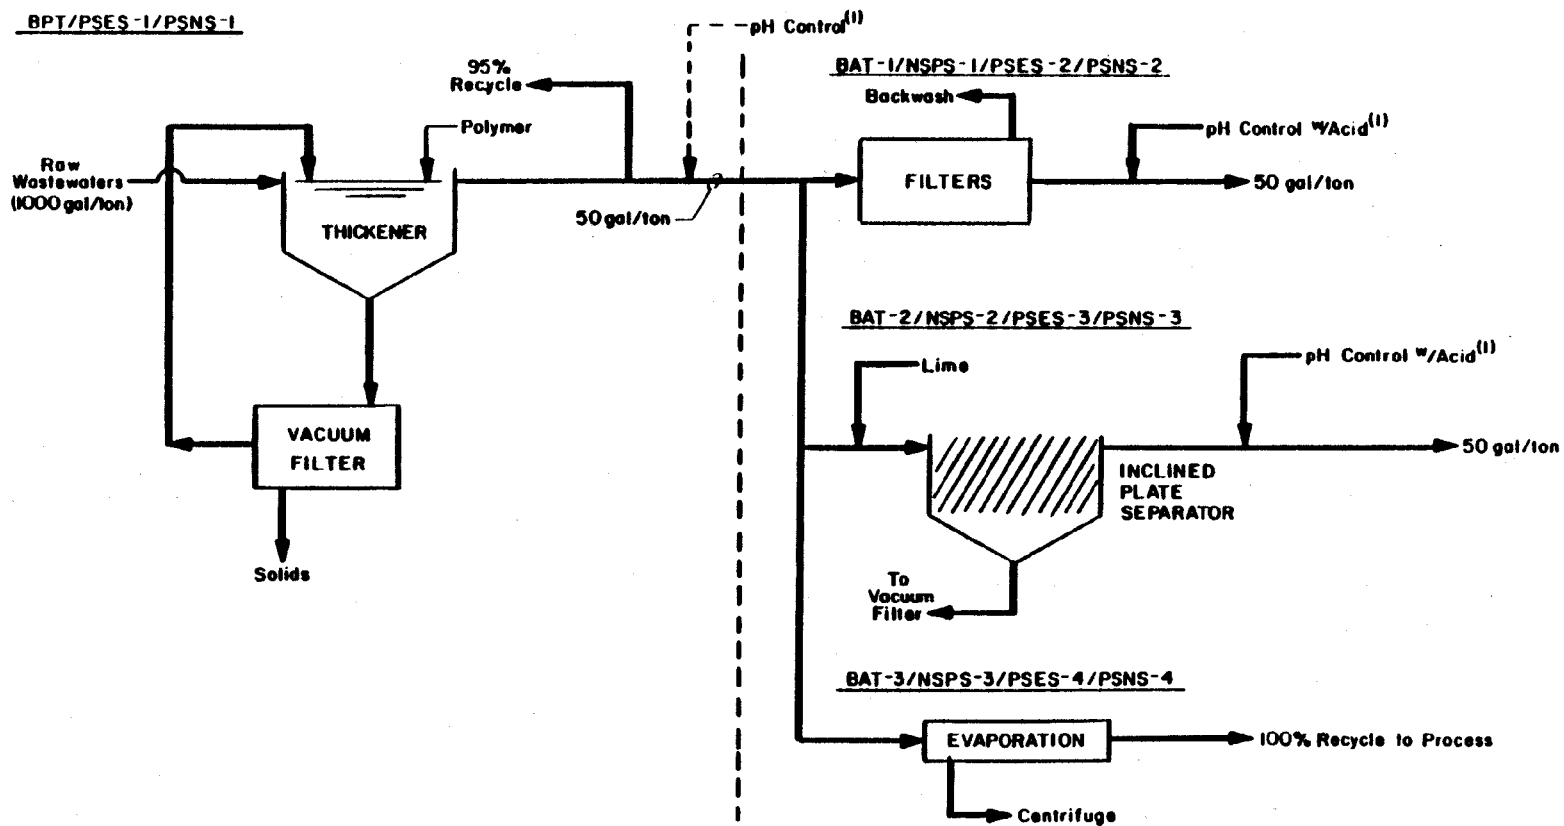 BPT/PSES-1/PSNS-1
pH Control(1)
95%
Recycle
Polymer
Raw
Wastewaters
(1000 gal/ton)
THICKENER
50 gal/ton
VACUUM
FILTER
Solids
BAT-1/NSPS-1/PSES-2/PSNS-2
Backwash
pH Control w/Acid(1)
FILTERS
50 gal/ton
BAT-2/NSPS-2/PSES-3/PSNS-3
Lime
pH Control w/Acid(1)
50 gal/ton
INCLINED
PLATE
SEPARATOR
To
Vacuum
Filter
BAT-3/NSPS-3/PSES-4/PSNS-4
EVAPORATION
100% Recycle to Process
Centrifuge